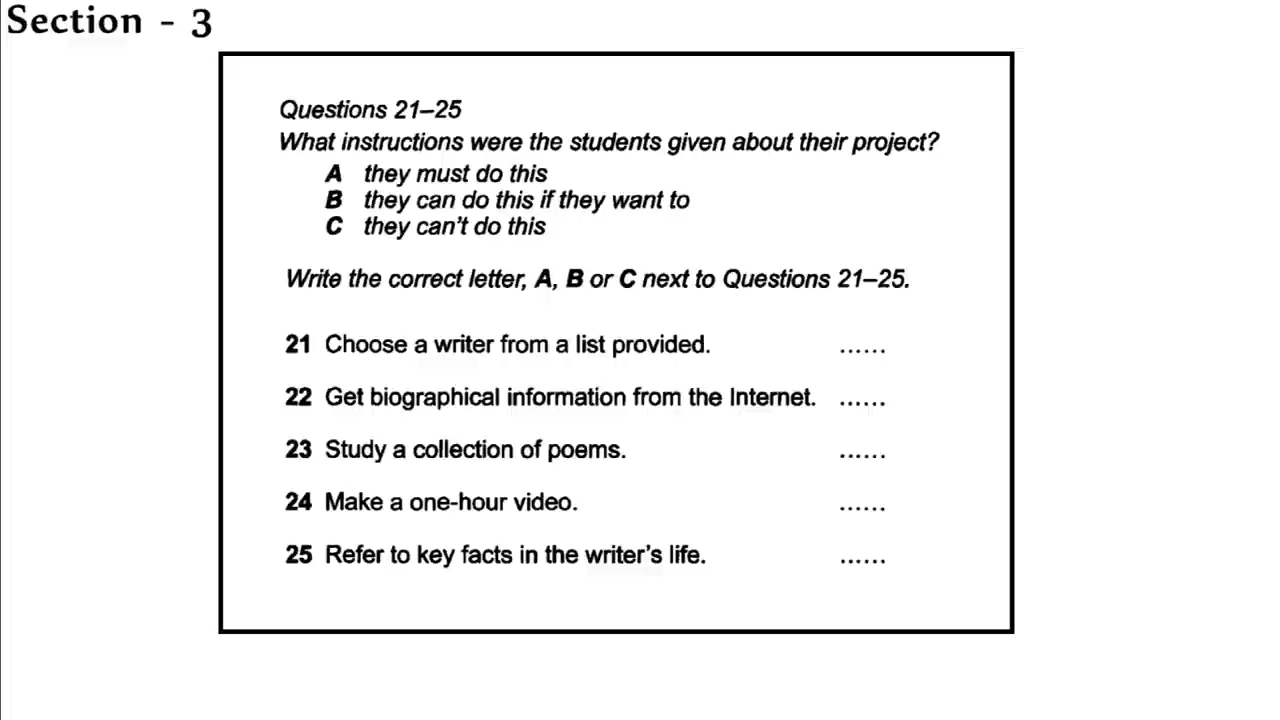 Section - 3
Questions 21–25
What instructions were the students given about their project?
A they must do this
B they can do this if they want to
C they can't do this
Write the correct letter, A, B or C next to Questions 21–25.
21 Choose a writer from a list provided. ......
22 Get biographical information from the Internet. ......
23 Study a collection of poems. ......
24 Make a one-hour video. ......
25 Refer to key facts in the writer's life. ......